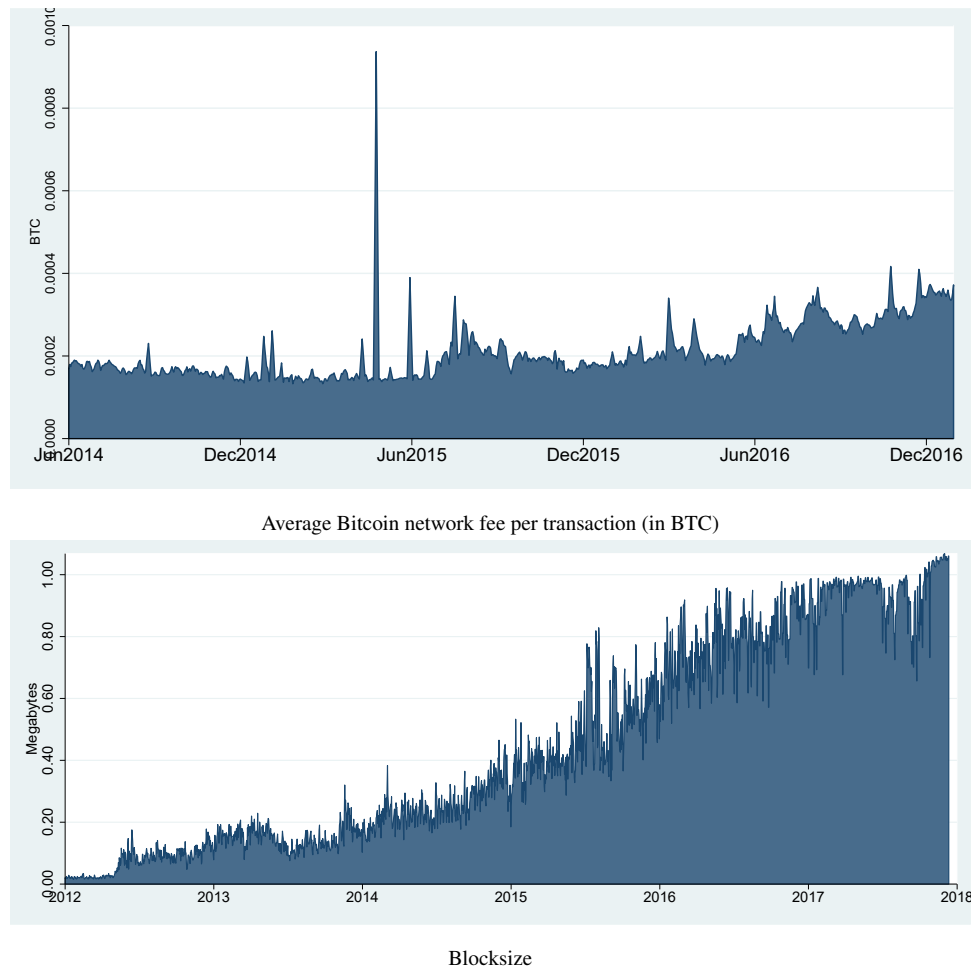 0.0010
0.0008
0.0006
BTC
0.0004
0.0002
0.0000
Jun2014 Dec2014 Jun2015 Dec2015 Jun2016 Dec2016
Average Bitcoin network fee per transaction (in BTC)
1.00
0.80
0.60
Megabytes
0.40
0.20
0.00
2012 2013 2014 2015 2016 2017 2018
Blocksize